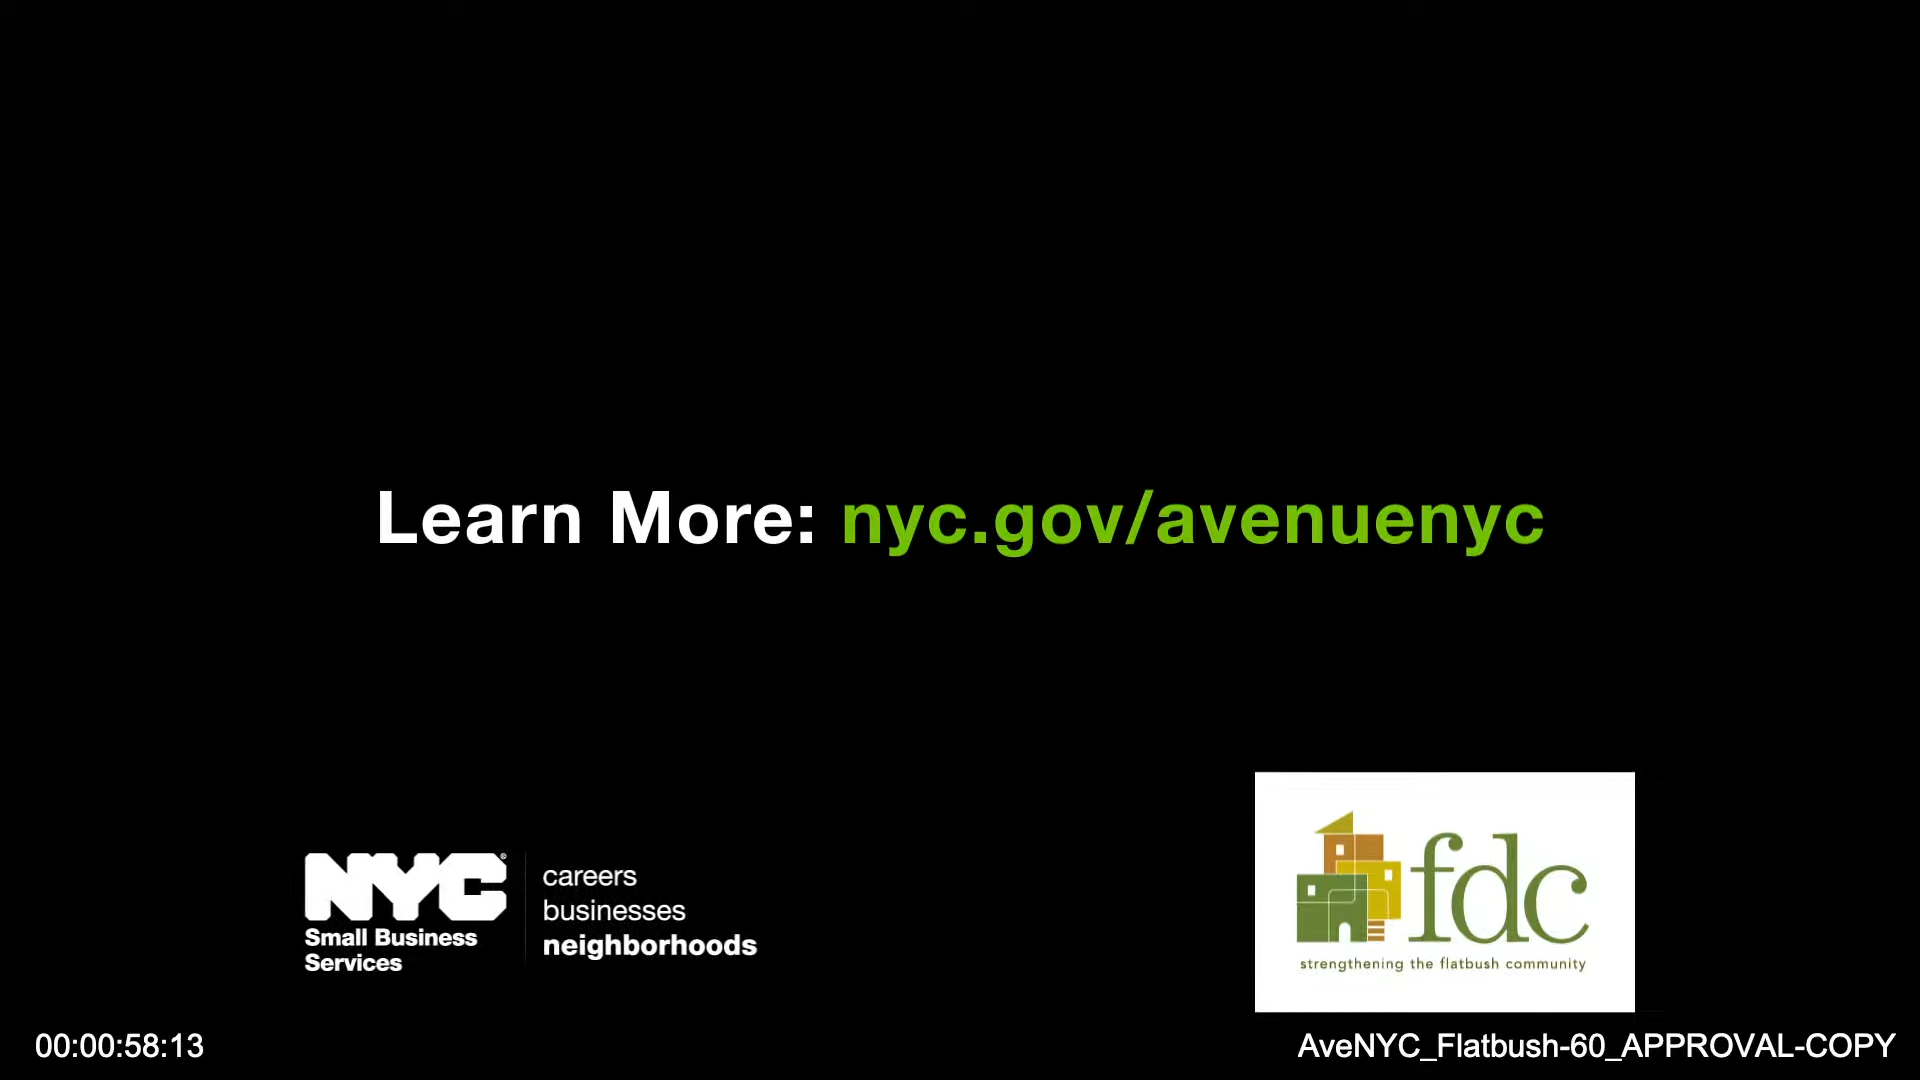 Learn More: nyc.gov/avenuenyc
NYC®
Small Business
Services
careers
businesses
neighborhoods
fdc
strengthening the flatbush community
00:00:58:13
AveNYC_Flatbush-60_APPROVAL-COPY